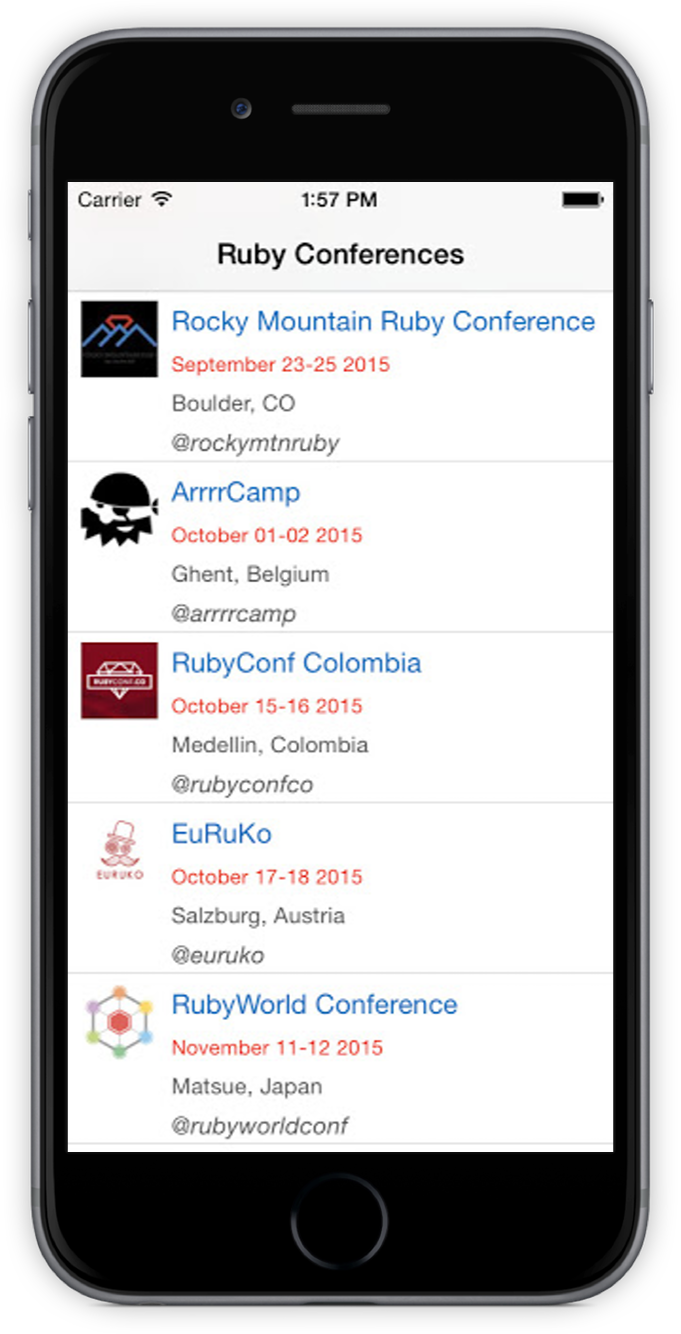 Carrier 1:57 PM
Ruby Conferences
Rocky Mountain Ruby Conference
September 23-25 2015
Boulder, CO
@rockymtnruby
ArrrrCamp
October 01-02 2015
Ghent, Belgium
@arrrrcamp
RUBYCONF.CO
RubyConf Colombia
October 15-16 2015
Medellin, Colombia
@rubyconfco
EURUKO
EuRuKo
October 17-18 2015
Salzburg, Austria
@euruko
RubyWorld Conference
November 11-12 2015
Matsue, Japan
@rubyworldconf